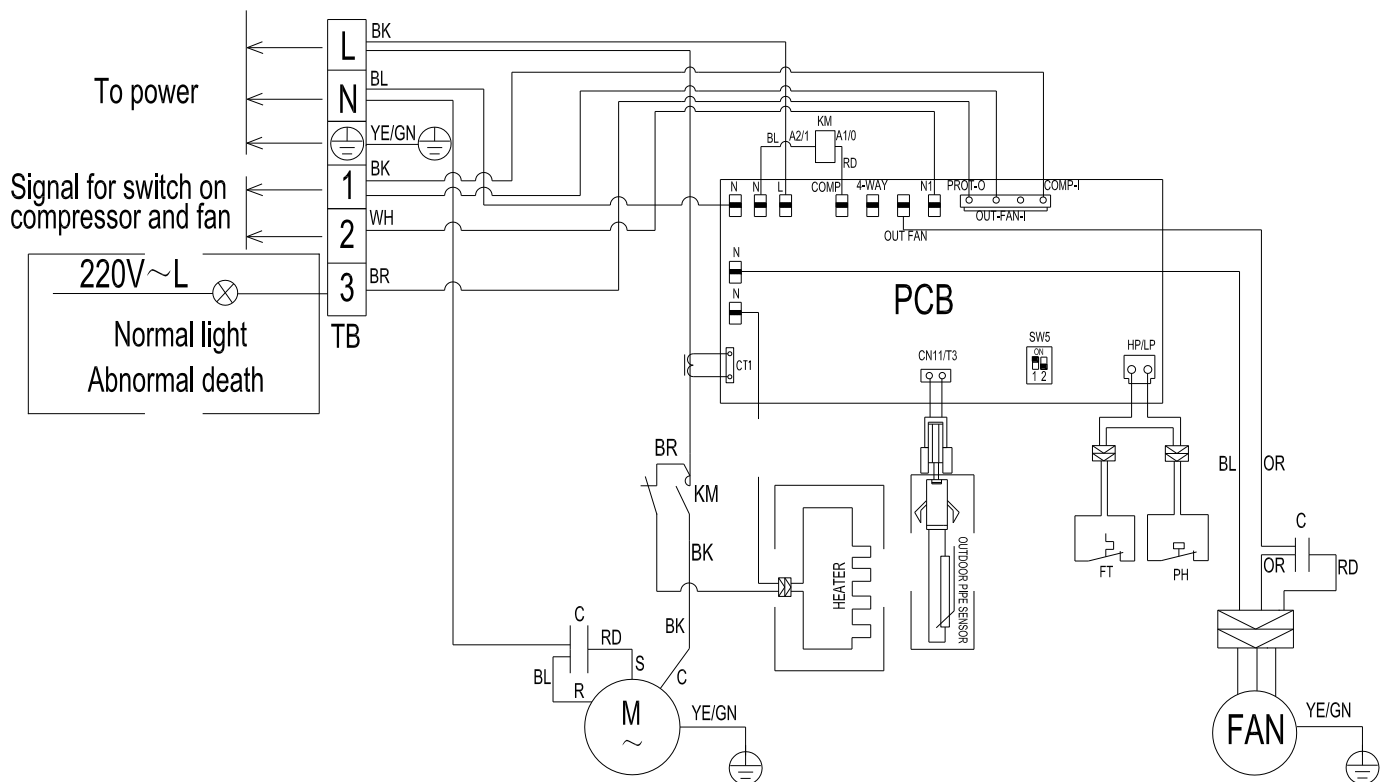 To power
L
N
1
2
3
TB
BK
BL
YE/GN
BK
WH
BR
Signal for switch on
compressor and fan
220V～L
Normal light
Abnormal death
KM
BL A2/1
A1/0
RD
N N L COMP 4-WAY N1 PROT-O COMP-I
OUT FAN
OUT-FAN-I
N
N
PCB
CT1
CN11/T3
SW5
ON
1 2
HP/LP
BR
KM
BK
BK
HEATER
OUTDOOR PIPE SENSOR
FT
PH
BL
OR
C
OR
RD
C
RD
BL
S
R
C
M
～
YE/GN
FAN
YE/GN